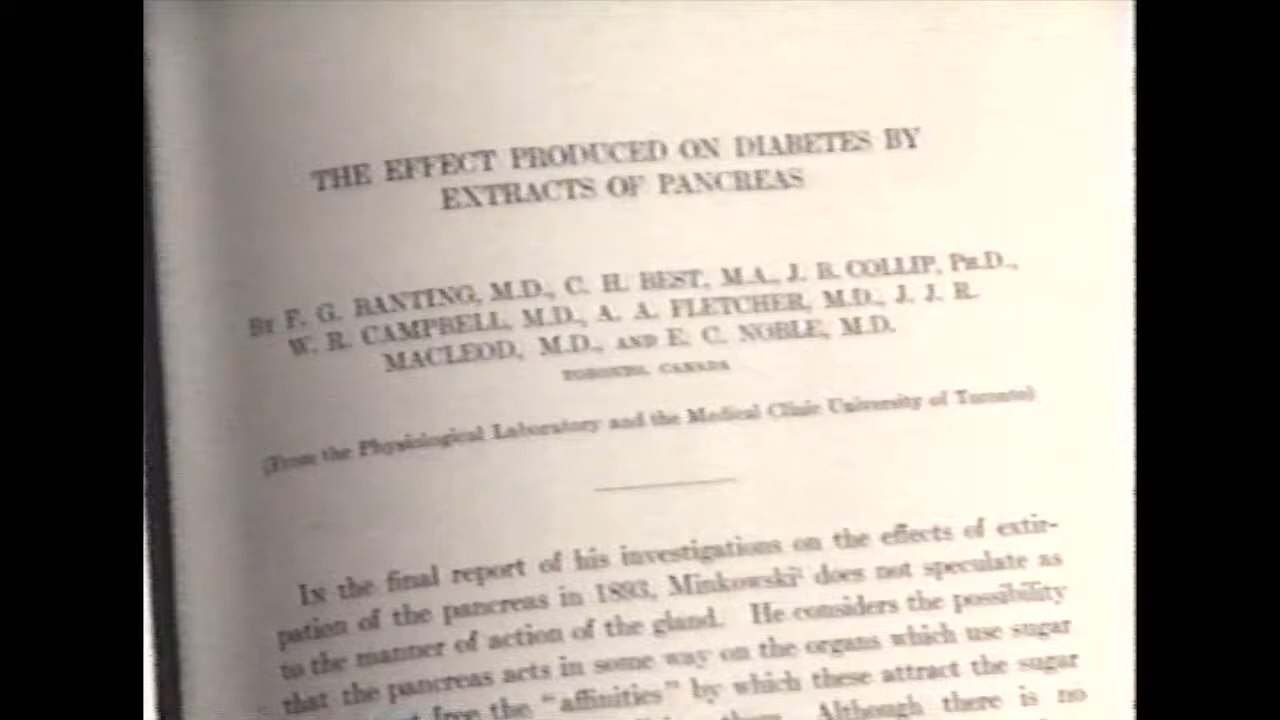 THE EFFECT PRODUCED ON DIABETES BY
EXTRACTS OF PANCREAS
By F. G. BANTING, M.D., C. H. BEST, M.A., J. B. COLLIP, Ph.D.,
W. R. CAMPBELL, M.D., A. A. FLETCHER, M.D., J. J. R.
MACLEOD, M.D., AND E. C. NOBLE, M.D.
TORONTO, CANADA
(From the Physiological Laboratory and the Medical Clinic University of Toronto)
In the final report of his investigations on the effects of extir-
pation of the pancreas in 1893, Minkowski¹ does not speculate as
to the manner of action of the gland. He considers the possibility
that the pancreas acts in some way on the organs which use sugar
free the "affinities" by which these attract the sugar
them. Although there is no